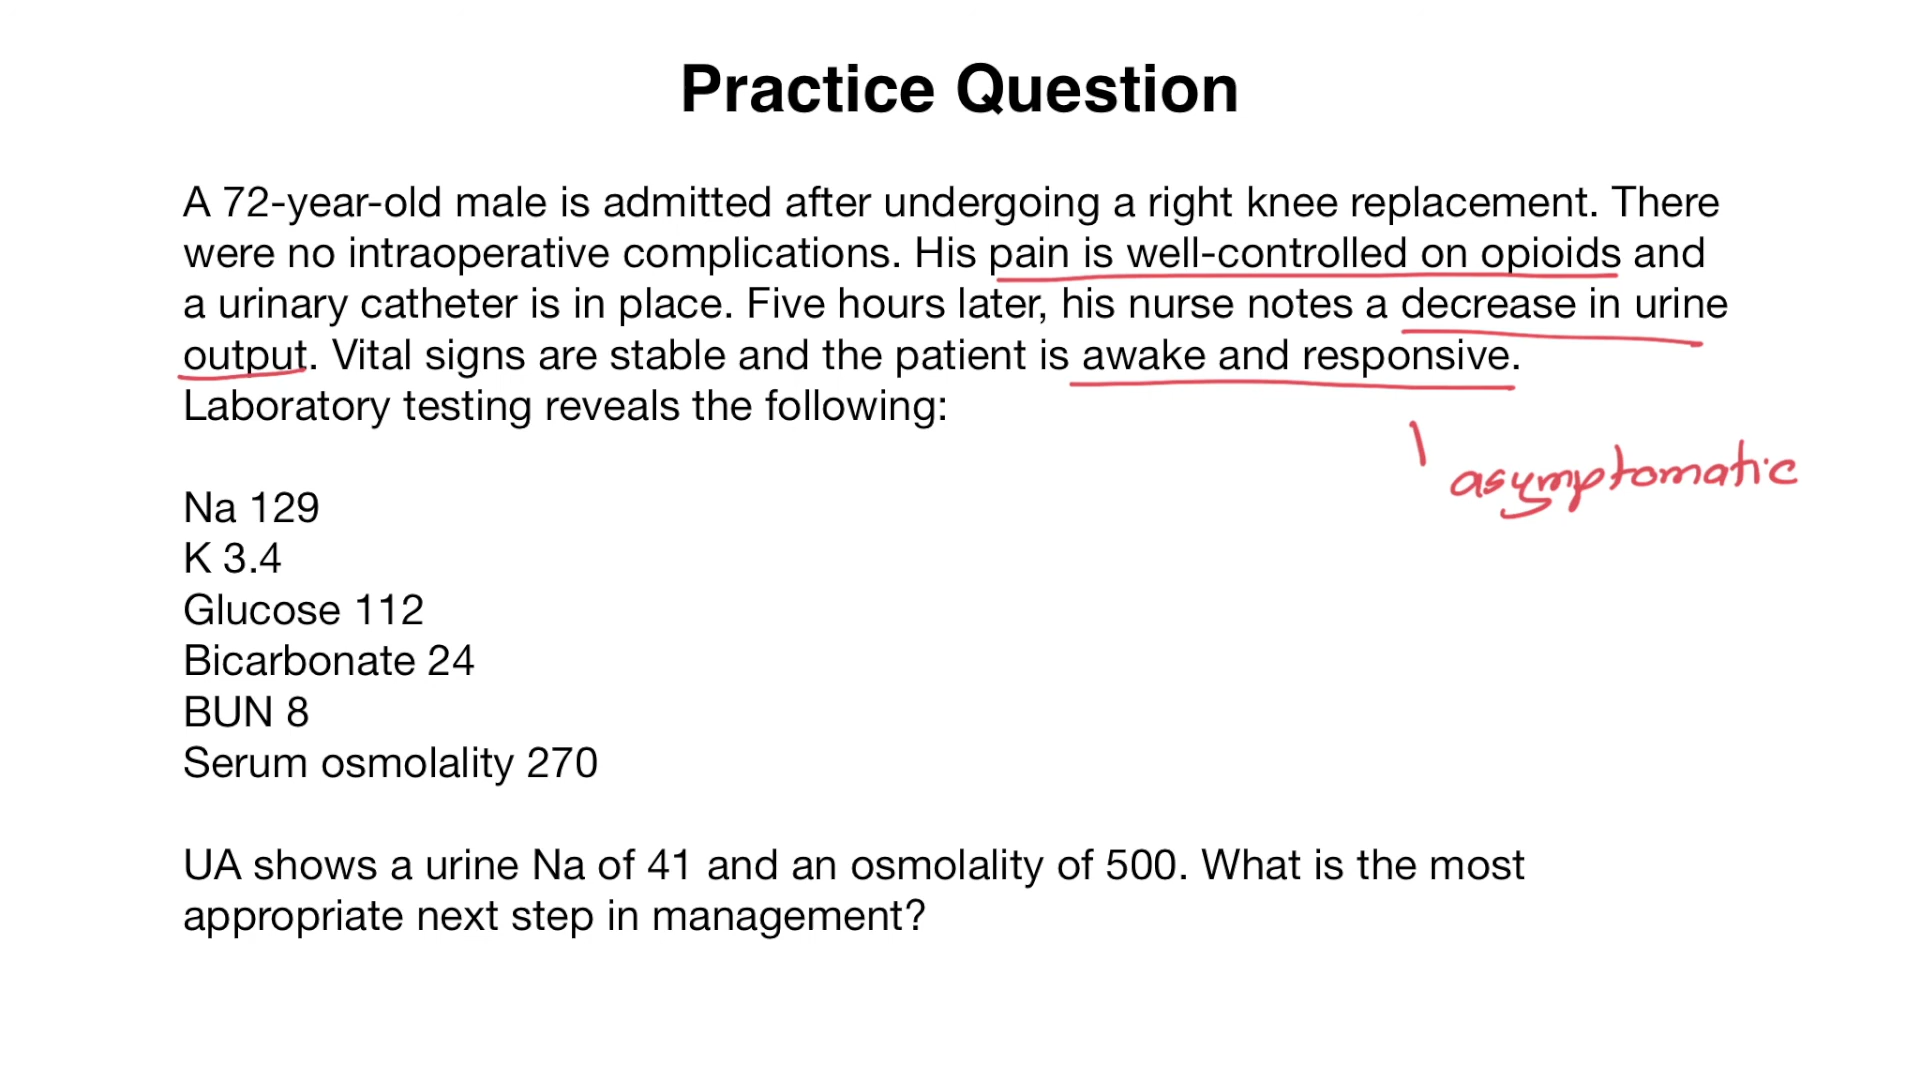 Practice Question
A 72-year-old male is admitted after undergoing a right knee replacement. There
were no intraoperative complications. His pain is well-controlled on opioids and
a urinary catheter is in place. Five hours later, his nurse notes a decrease in urine
output. Vital signs are stable and the patient is awake and responsive.
Laboratory testing reveals the following:
asymptomatic
Na 129
K 3.4
Glucose 112
Bicarbonate 24
BUN 8
Serum osmolality 270
UA shows a urine Na of 41 and an osmolality of 500. What is the most
appropriate next step in management?